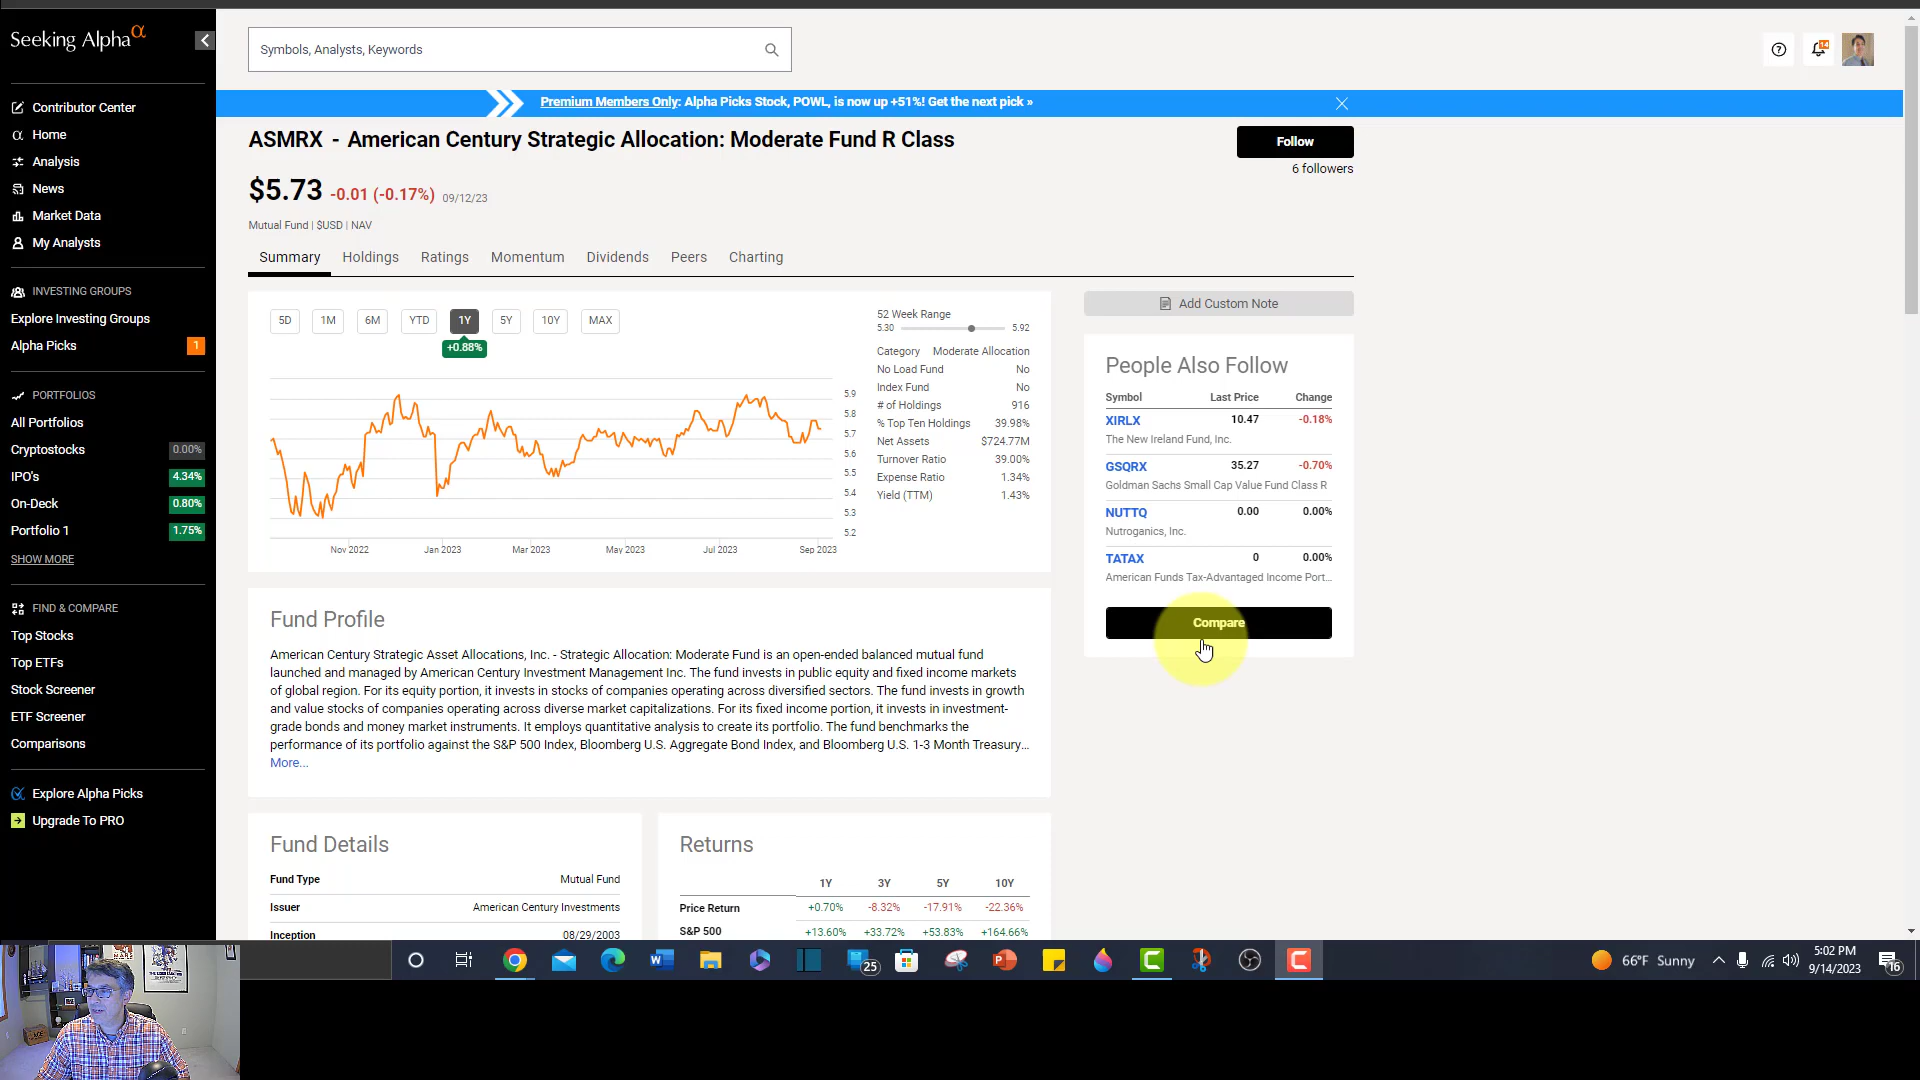 Seeking Alpha α
Symbols, Analysts, Keywords
14
Premium Members Only: Alpha Picks Stock, POWL, is now up +51%! Get the next pick »
Contributor Center
Home
Analysis
News
Market Data
My Analysts
INVESTING GROUPS
Explore Investing Groups
Alpha Picks 1
PORTFOLIOS
All Portfolios
Cryptostocks 0.00%
IPO's 4.34%
On-Deck 0.80%
Portfolio 1 1.75%
SHOW MORE
FIND & COMPARE
Top Stocks
Top ETFs
Stock Screener
ETF Screener
Comparisons
Explore Alpha Picks
Upgrade To PRO
ASMRX - American Century Strategic Allocation: Moderate Fund R Class
Follow
6 followers
$5.73 -0.01 (-0.17%) 09/12/23
Mutual Fund | $USD | NAV
Summary Holdings Ratings Momentum Dividends Peers Charting
5D 1M 6M YTD 1Y 5Y 10Y MAX
+0.88%
5.9
5.8
5.7
5.6
5.5
5.4
5.3
5.2
Nov 2022 Jan 2023 Mar 2023 May 2023 Jul 2023 Sep 2023
52 Week Range
5.30 5.92
Category Moderate Allocation
No Load Fund No
Index Fund No
# of Holdings 916
% Top Ten Holdings 39.98%
Net Assets $724.77M
Turnover Ratio 39.00%
Expense Ratio 1.34%
Yield (TTM) 1.43%
Add Custom Note
People Also Follow
Symbol Last Price Change
XIRLX 10.47 -0.18%
The New Ireland Fund, Inc.
GSQRX 35.27 -0.70%
Goldman Sachs Small Cap Value Fund Class R
NUTTQ 0.00 0.00%
Nutroganics, Inc.
TATAX 0 0.00%
American Funds Tax-Advantaged Income Port...
Compare
Fund Profile
American Century Strategic Asset Allocations, Inc. - Strategic Allocation: Moderate Fund is an open-ended balanced mutual fund
launched and managed by American Century Investment Management Inc. The fund invests in public equity and fixed income markets
of global region. For its equity portion, it invests in stocks of companies operating across diversified sectors. The fund invests in growth
and value stocks of companies operating across diverse market capitalizations. For its fixed income portion, it invests in investment-
grade bonds and money market instruments. It employs quantitative analysis to create its portfolio. The fund benchmarks the
performance of its portfolio against the S&P 500 Index, Bloomberg U.S. Aggregate Bond Index, and Bloomberg U.S. 1-3 Month Treasury...
More...
Fund Details
Fund Type Mutual Fund
Issuer American Century Investments
Inception 08/29/2003
Returns
1Y 3Y 5Y 10Y
Price Return +0.70% -8.32% -17.91% -22.36%
S&P 500 +13.60% +33.72% +53.83% +164.66%
25
66°F Sunny
5:02 PM
9/14/2023
16